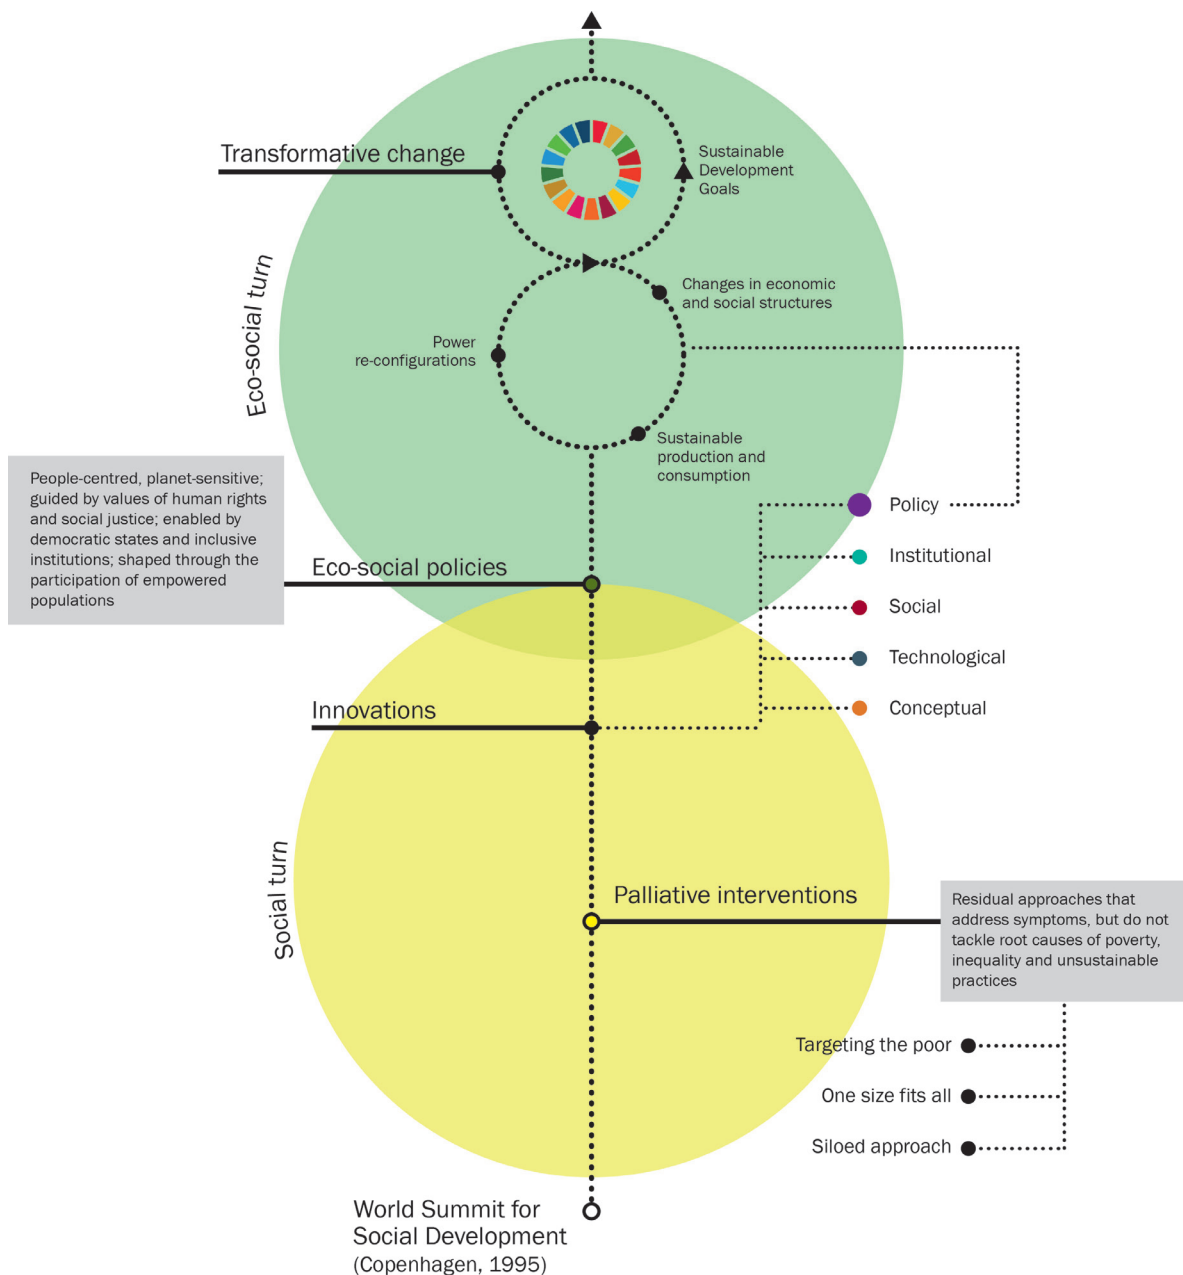 Transformative change
Sustainable
Development
Goals
Eco-social turn
Changes in economic
and social structures
Power
re-configurations
Sustainable
production and
consumption
People-centred, planet-sensitive;
guided by values of human rights
and social justice; enabled by
democratic states and inclusive
institutions; shaped through the
participation of empowered
populations
Eco-social policies
Policy
Institutional
Social
Technological
Conceptual
Innovations
Social turn
Palliative interventions
Residual approaches that
address symptoms, but do not
tackle root causes of poverty,
inequality and unsustainable
practices
Targeting the poor
One size fits all
Siloed approach
World Summit for
Social Development
(Copenhagen, 1995)